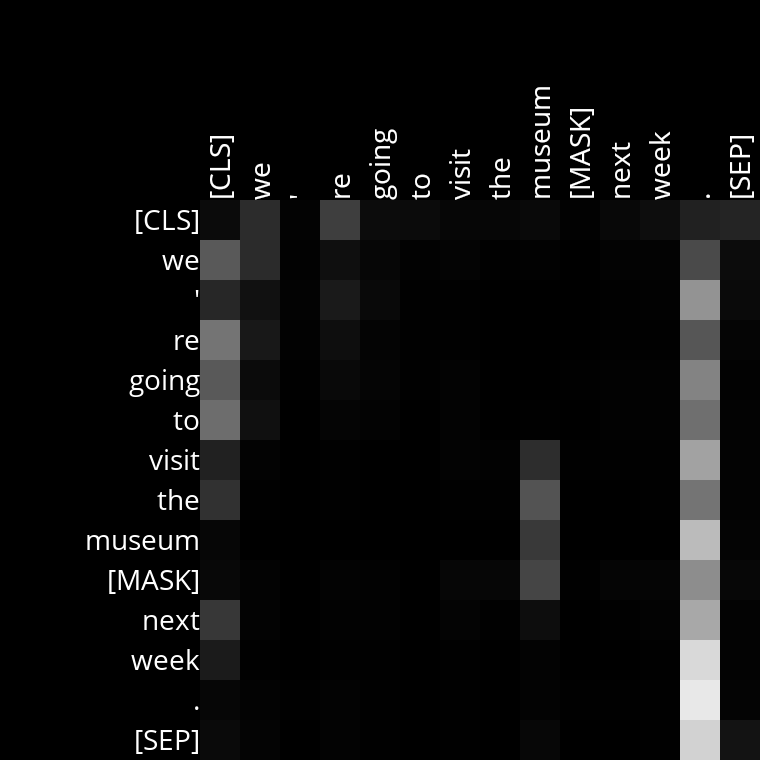 [CLS] we ' re going to visit the museum [MASK] next week . [SEP]
[CLS]
we
'
re
going
to
visit
the
museum
[MASK]
next
week
.
[SEP]